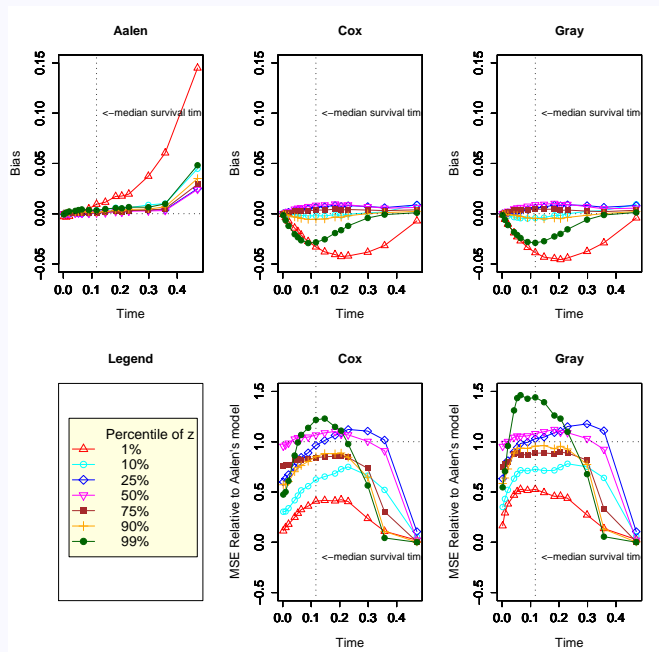 Aalen
Cox
Gray
Bias
0.15
0.10
0.05
0.00
−0.05
<−median survival tim
0.0 0.1 0.2 0.3 0.4
Time
Bias
0.15
0.10
0.05
0.00
−0.05
<−median survival tim
0.0 0.1 0.2 0.3 0.4
Time
Bias
0.15
0.10
0.05
0.00
−0.05
<−median survival tim
0.0 0.1 0.2 0.3 0.4
Time
Legend
Percentile of z
1%
10%
25%
50%
75%
90%
99%
Cox
MSE Relative to Aalen's model
1.5
1.0
0.5
0.0
−0.5
<−median survival tim
0.0 0.1 0.2 0.3 0.4
Time
Gray
MSE Relative to Aalen's model
1.5
1.0
0.5
0.0
−0.5
<−median survival tim
0.0 0.1 0.2 0.3 0.4
Time